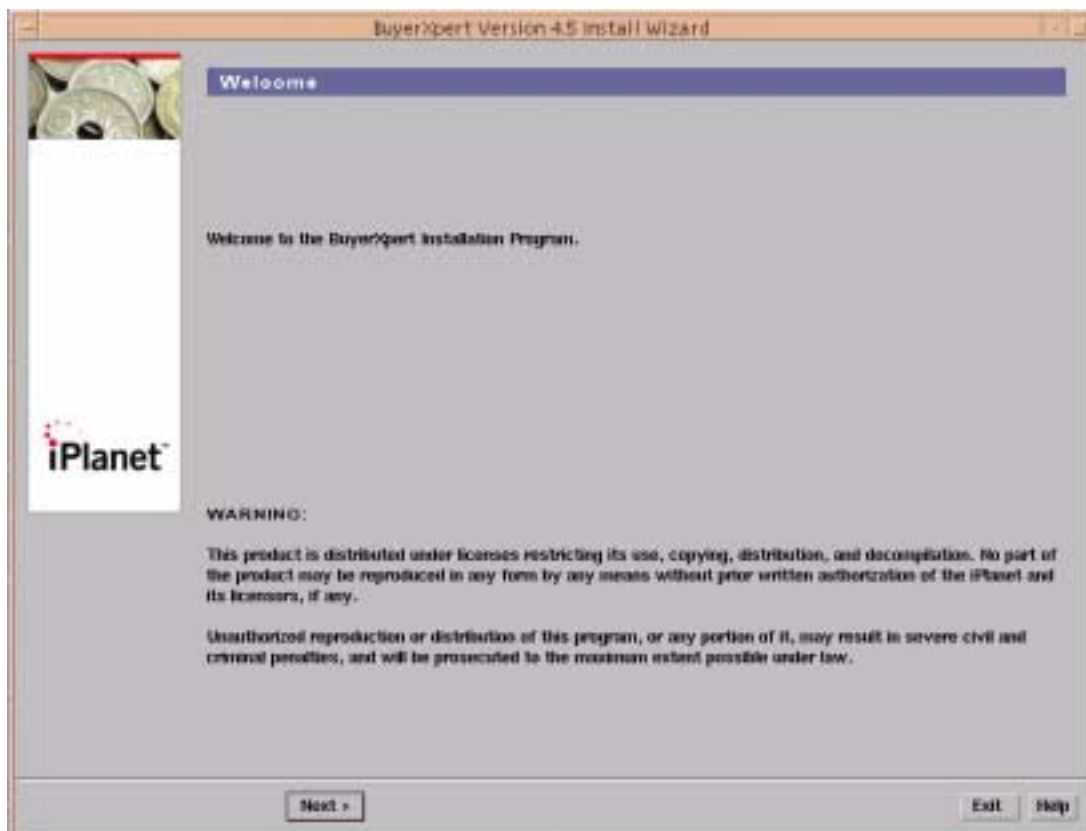 BuyerXpert Version 4.5 Install Wizard
Welcome
Welcome to the BuyerXpert Installation Program.
iPlanet™
WARNING:
This product is distributed under licenses restricting its use, copying, distribution, and decompilation. No part of
the product may be reproduced in any form by any means without prior written authorization of the iPlanet and
its licensors, if any.
Unauthorized reproduction or distribution of this program, or any portion of it, may result in severe civil and
criminal penalties, and will be prosecuted to the maximum extent possible under law.
Next >
Exit
Help